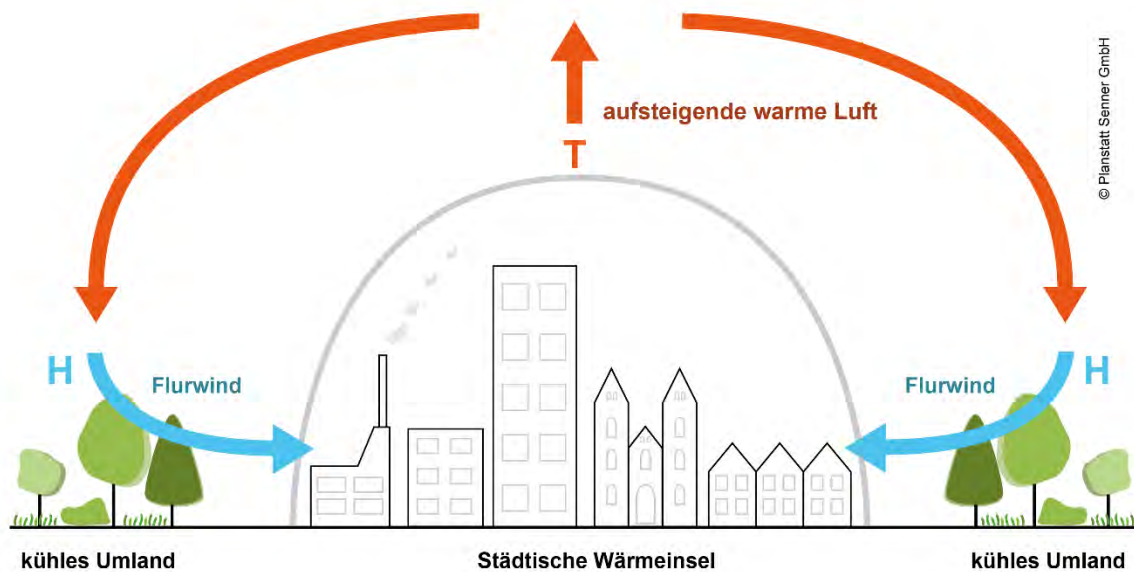 © Planstatt Senner GmbH
aufsteigende warme Luft
T
H
Flurwind
Flurwind
H
kühles Umland
Städtische Wärmeinsel
kühles Umland